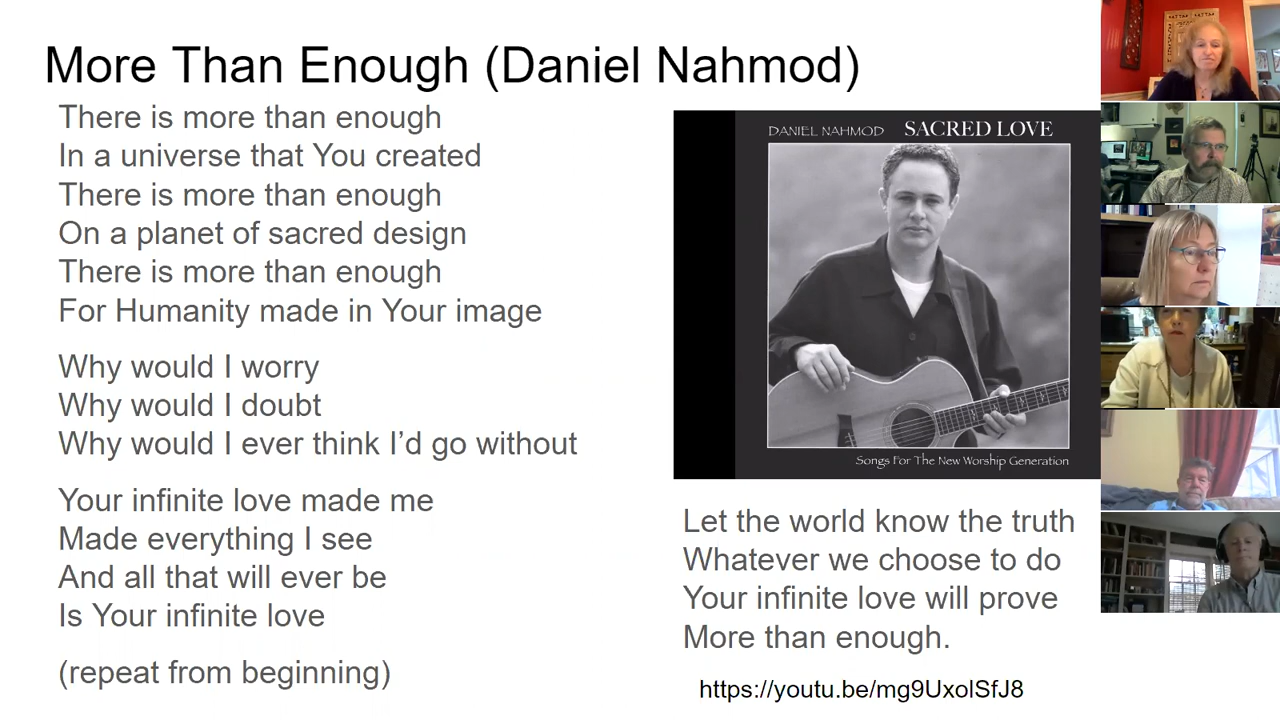 More Than Enough (Daniel Nahmod)
There is more than enough
In a universe that You created
There is more than enough
On a planet of sacred design
There is more than enough
For Humanity made in Your image
Why would I worry
Why would I doubt
Why would I ever think I’d go without
Your infinite love made me
Made everything I see
And all that will ever be
Is Your infinite love
(repeat from beginning)
DANIEL NAHMOD SACRED LOVE
Songs For The New Worship Generation
Let the world know the truth
Whatever we choose to do
Your infinite love will prove
More than enough.
https://youtu.be/mg9UxolSfJ8